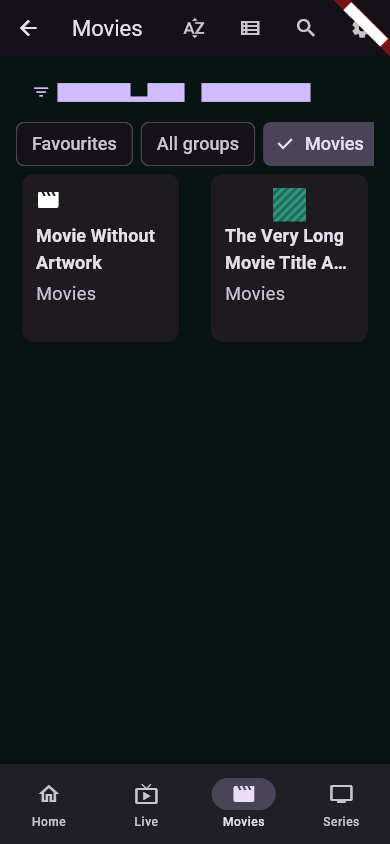 Movies
AZ
Favourites
All groups
Movies
Movie Without
Artwork
Movies
The Very Long
Movie Title A...
Movies
Home
Live
Movies
Series